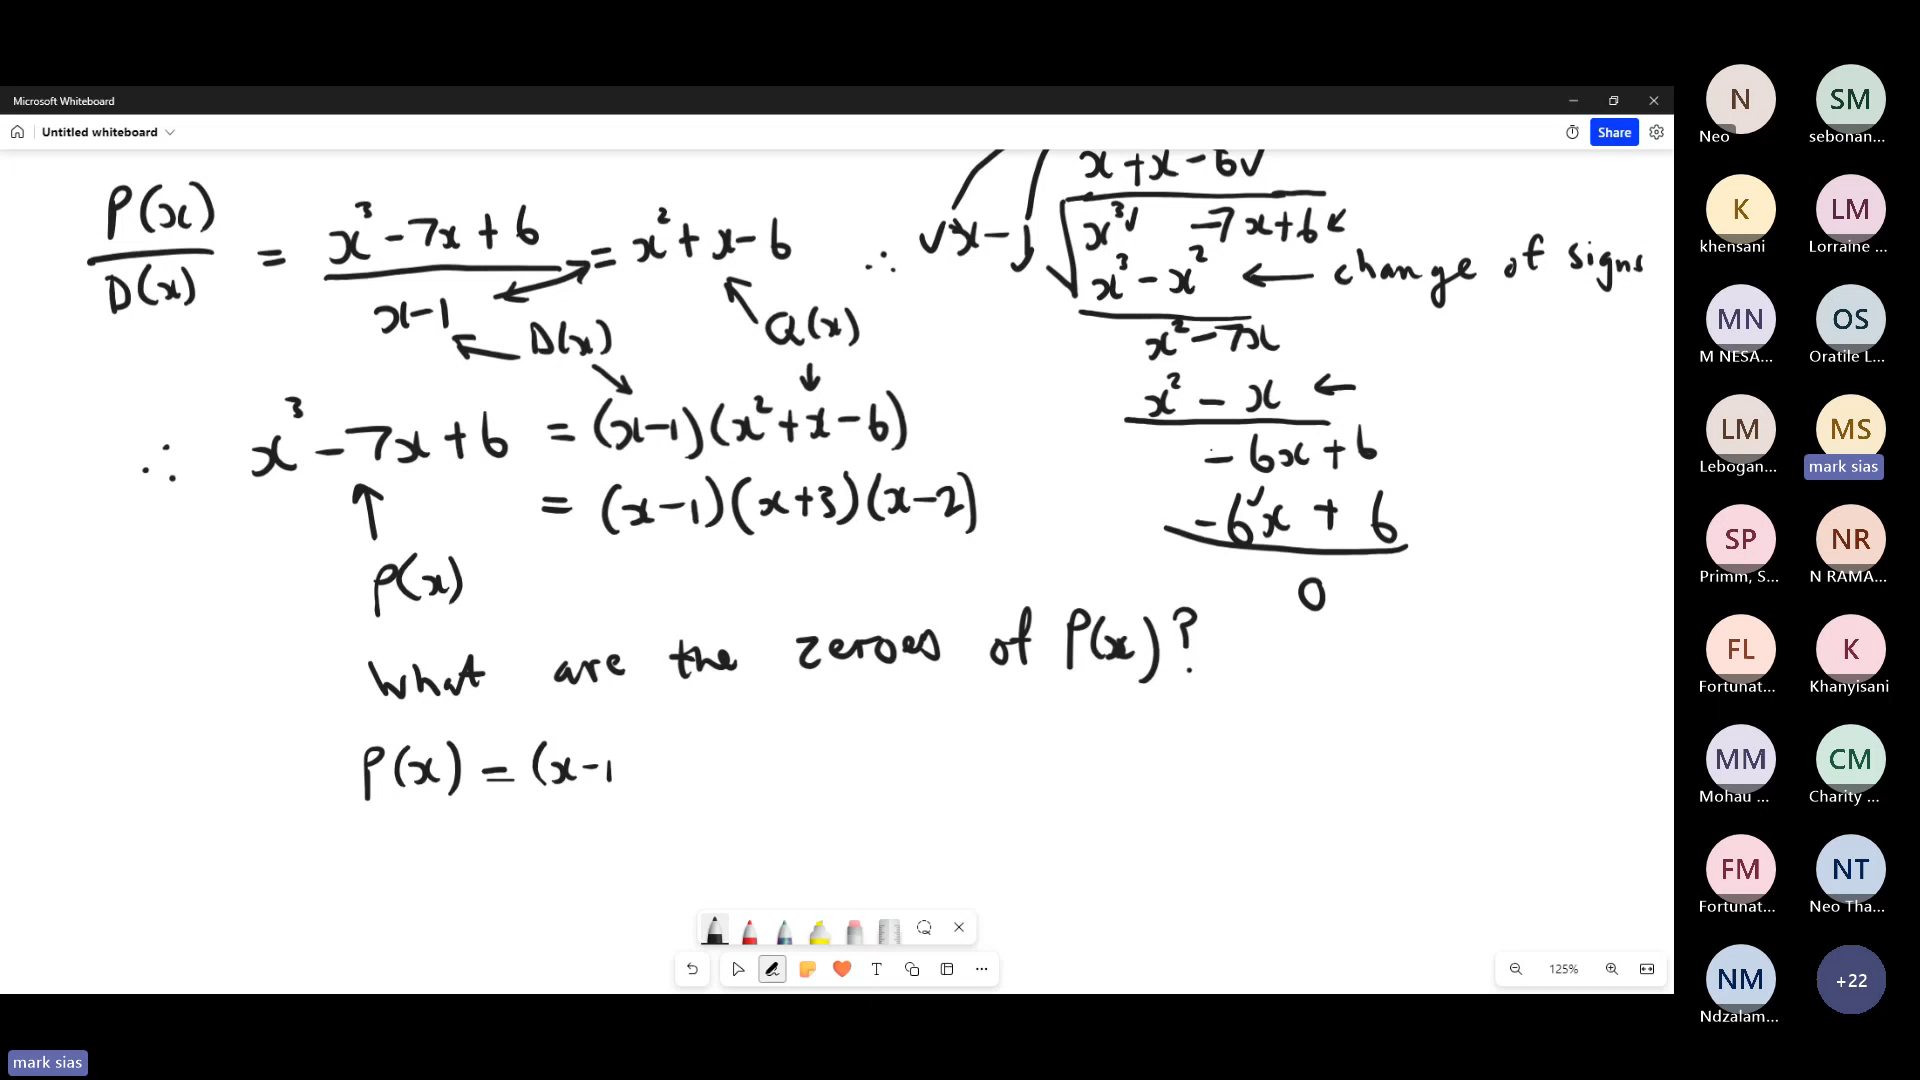 Microsoft Whiteboard
Untitled whiteboard
Share
P(x)/D(x) = (x³ - 7x + 6)/(x - 1) = x² + x - 6
D(x)
Q(x)
∴ x³ - 7x + 6 = (x-1)(x² + x - 6)
= (x-1)(x+3)(x-2)
P(x)
∴ x - 1
x + x - 6 ✓
x³ ✓ - 7x + 6
x³ - x² ← change of signs
x² - 7x
x² - x ←
- 6x + 6
- 6x + 6
0
What are the zeroes of P(x)?
P(x) = (x-1
125%
N
Neo
SM
sebonan...
K
khensani
LM
Lorraine ...
MN
M NESA...
OS
Oratile L...
LM
Lebogan...
MS
mark sias
SP
Primm, S...
NR
N RAMA...
FL
Fortunat...
K
Khanyisani
MM
Mohau ...
CM
Charity ...
FM
Fortunat...
NT
Neo Tha...
NM
Ndzalam...
+22
mark sias